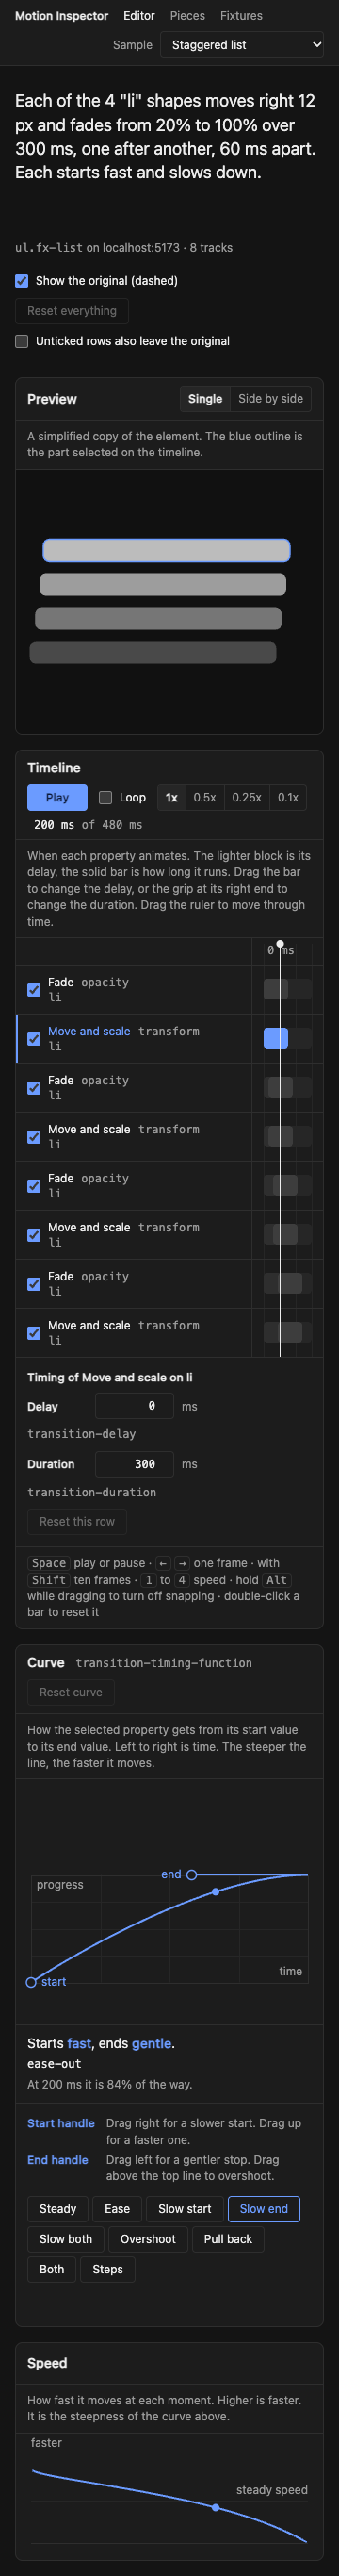 Motion Inspector Editor Pieces Fixtures
Sample Staggered list
Each of the 4 "li" shapes moves right 12
px and fades from 20% to 100% over
300 ms, one after another, 60 ms apart.
Each starts fast and slows down.
ul.fx-list on localhost:5173 · 8 tracks
Show the original (dashed)
Reset everything
Unticked rows also leave the original
Preview Single Side by side
A simplified copy of the element. The blue outline is
the part selected on the timeline.
Timeline
Play Loop 1x 0.5x 0.25x 0.1x
200 ms of 480 ms
When each property animates. The lighter block is its
delay, the solid bar is how long it runs. Drag the bar
to change the delay, or the grip at its right end to
change the duration. Drag the ruler to move through
time.
0 ms
Fade opacity
li
Move and scale transform
li
Fade opacity
li
Move and scale transform
li
Fade opacity
li
Move and scale transform
li
Fade opacity
li
Move and scale transform
li
Timing of Move and scale on li
Delay 0 ms
transition-delay
Duration 300 ms
transition-duration
Reset this row
Space play or pause · ← → one frame · with
Shift ten frames · 1 to 4 speed · hold Alt
while dragging to turn off snapping · double-click a
bar to reset it
Curve transition-timing-function
Reset curve
How the selected property gets from its start value
to its end value. Left to right is time. The steeper the
line, the faster it moves.
end
progress
time
start
Starts fast, ends gentle.
ease-out
At 200 ms it is 84% of the way.
Start handle Drag right for a slower start. Drag up
for a faster one.
End handle Drag left for a gentler stop. Drag
above the top line to overshoot.
Steady Ease Slow start Slow end
Slow both Overshoot Pull back
Both Steps
Speed
How fast it moves at each moment. Higher is faster.
It is the steepness of the curve above.
faster
steady speed